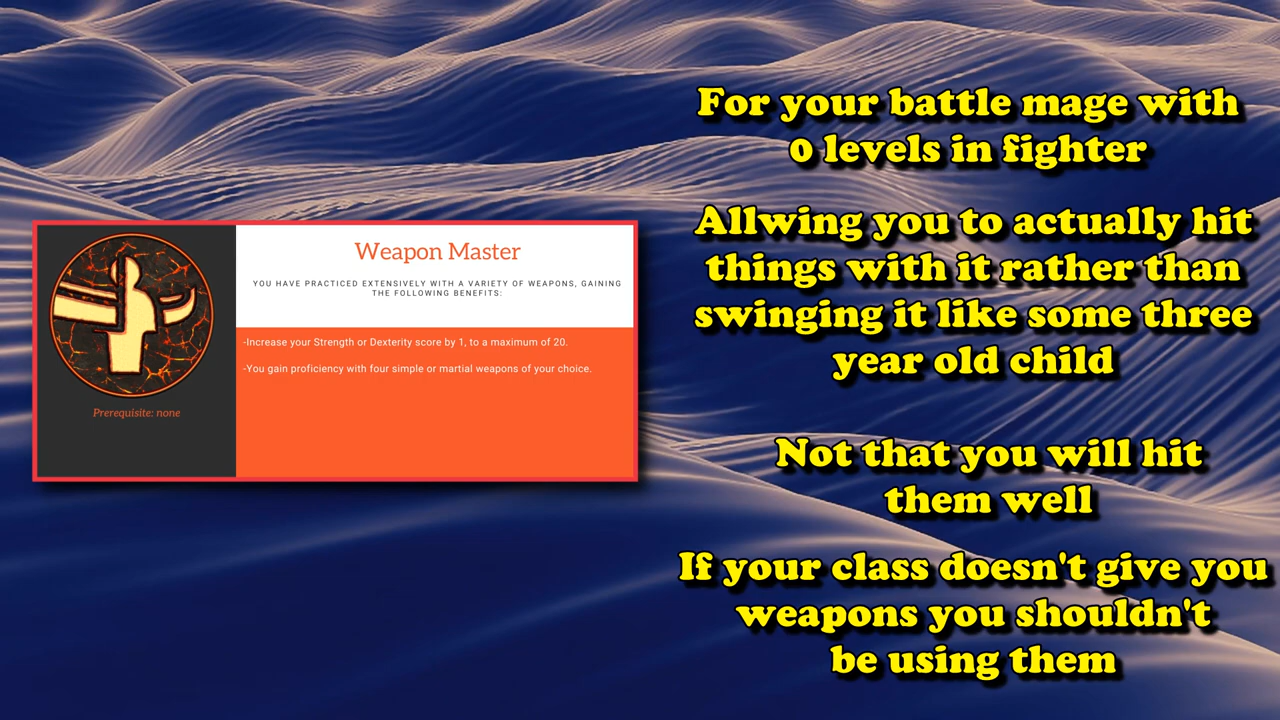 Weapon Master
YOU HAVE PRACTICED EXTENSIVELY WITH A VARIETY OF WEAPONS, GAINING
THE FOLLOWING BENEFITS:
-Increase your Strength or Dexterity score by 1, to a maximum of 20.
-You gain proficiency with four simple or martial weapons of your choice.
Prerequisite: none
For your battle mage with
0 levels in fighter
Allwing you to actually hit
things with it rather than
swinging it like some three
year old child
Not that you will hit
them well
If your class doesn't give you
weapons you shouldn't
be using them